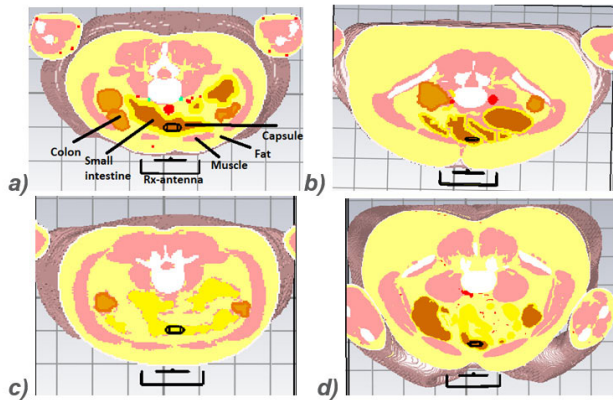 a)
Colon
Small
intestine
Rx-antenna
Muscle
Fat
Capsule
b)
c)
d)